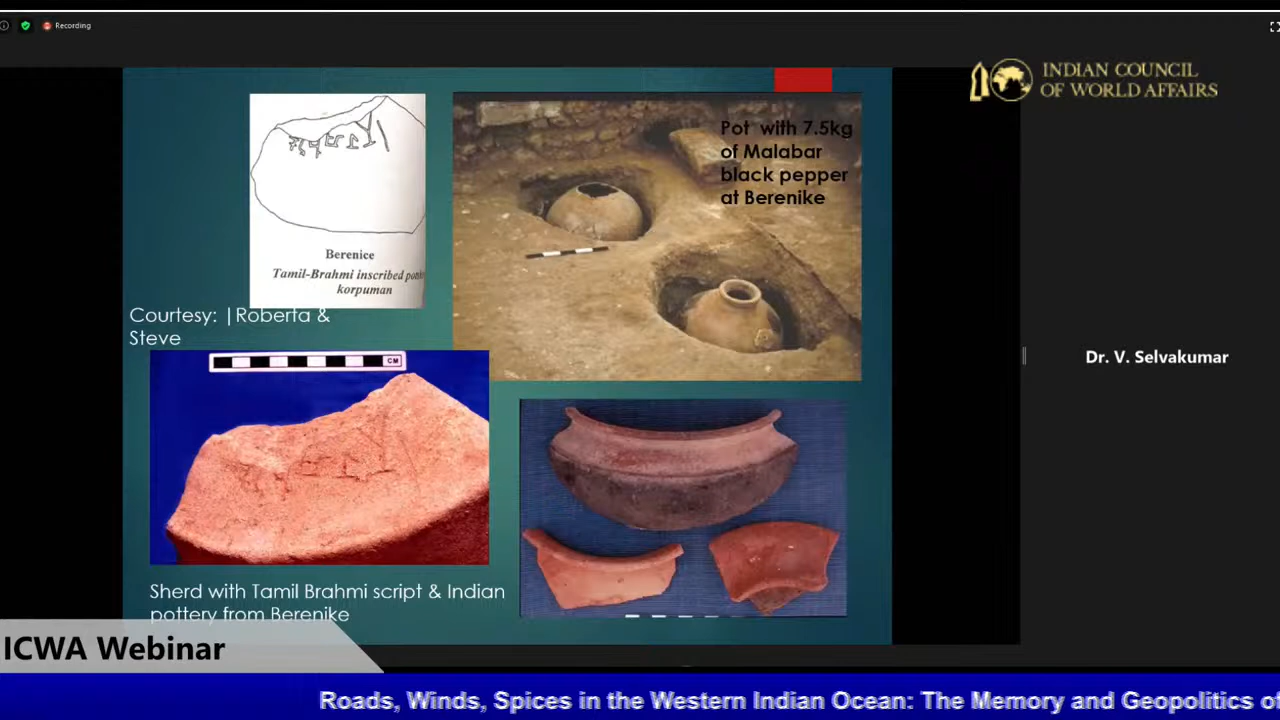 Recording
INDIAN COUNCIL
OF WORLD AFFAIRS
Pot with 7.5kg
of Malabar
black pepper
at Berenike
Berenice
Tamil-Brahmi inscribed
korpuman
Courtesy: |Roberta &
Steve
CM
Dr. V. Selvakumar
Sherd with Tamil Brahmi script & Indian
pottery from Berenike
ICWA Webinar
Roads, Winds, Spices in the Western Indian Ocean: The Memory and Geopolitics of